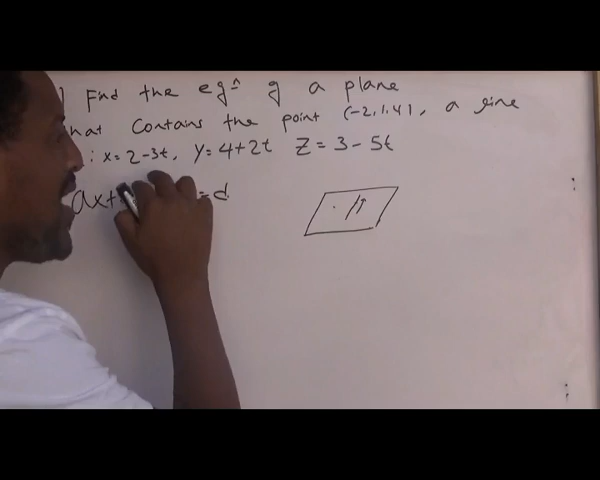 ] Find the eqn of a plane
hat contains the point (-2,1,4), a line
: x = 2 - 3t, y = 4 + 2t z = 3 - 5t
ax+ = d